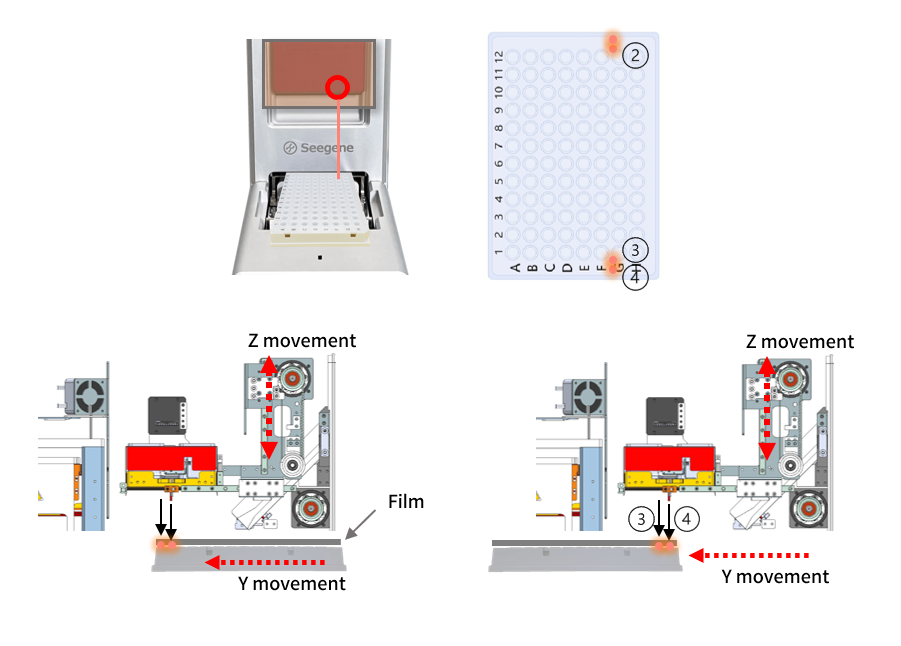 Seegene
②
12
11
10
9
8
7
6
5
4
3
2
1
③
A B C D E F G H
④
Z movement
Z movement
Film
③ ④
Y movement
Y movement